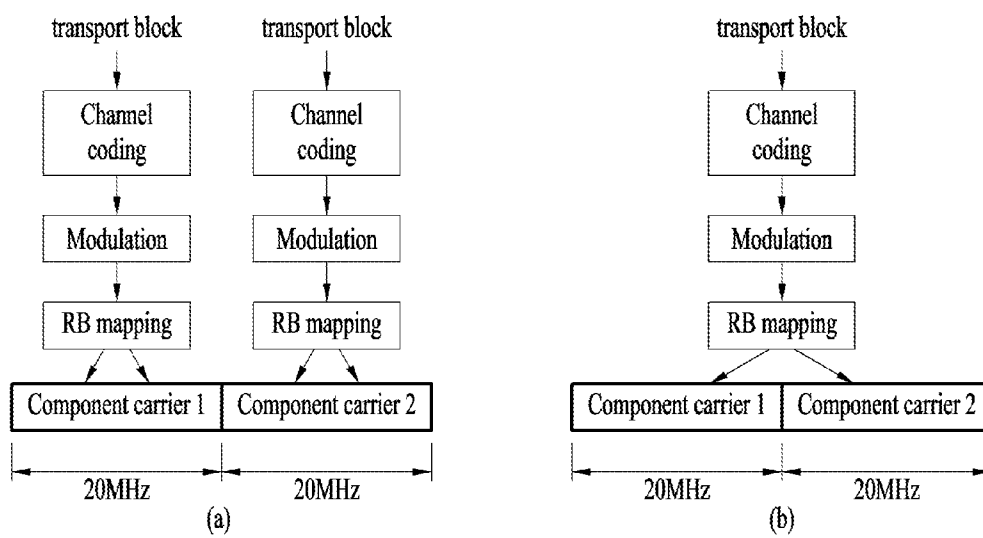 transport block
transport block
Channel
coding
Channel
coding
Modulation
Modulation
RB mapping
RB mapping
Component carrier 1
Component carrier 2
20MHz
20MHz
(a)
transport block
Channel
coding
Modulation
RB mapping
Component carrier 1
Component carrier 2
20MHz
20MHz
(b)